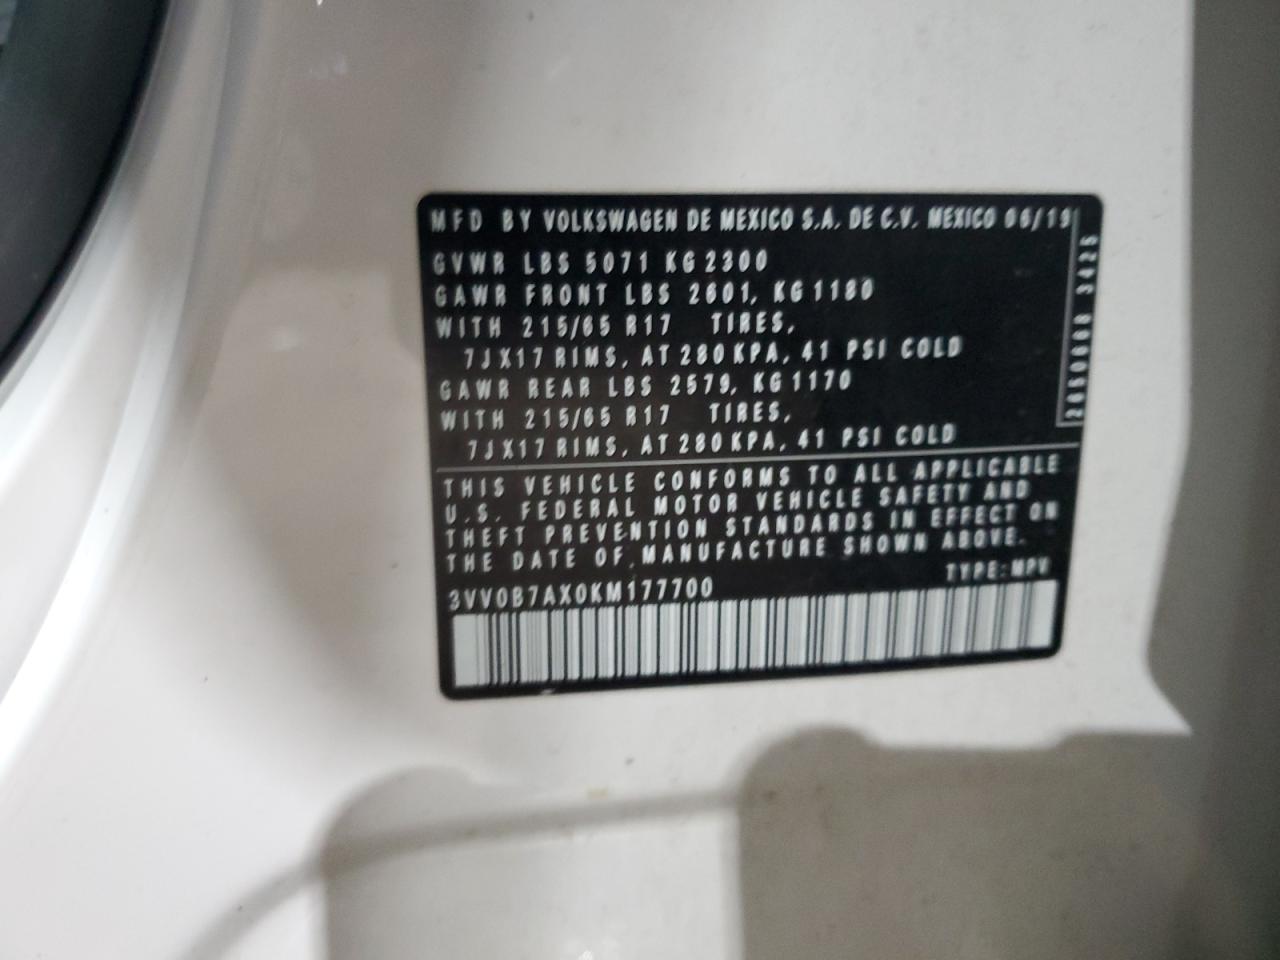 MFD BY VOLKSWAGEN DE MEXICO S.A. DE C.V. MEXICO 06/19
GVWR LBS 5071 KG 2300
GAWR FRONT LBS 2601, KG 1180
WITH 215/65 R17 TIRES,
7JX17 RIMS, AT 280 KPA, 41 PSI COLD
GAWR REAR LBS 2579, KG 1170
WITH 215/65 R17 TIRES,
7JX17 RIMS, AT 280 KPA, 41 PSI COLD
THIS VEHICLE CONFORMS TO ALL APPLICABLE
U.S. FEDERAL MOTOR VEHICLE SAFETY AND
THEFT PREVENTION STANDARDS IN EFFECT ON
THE DATE OF MANUFACTURE SHOWN ABOVE.
TYPE: MPV
3VV0B7AX0KM177700